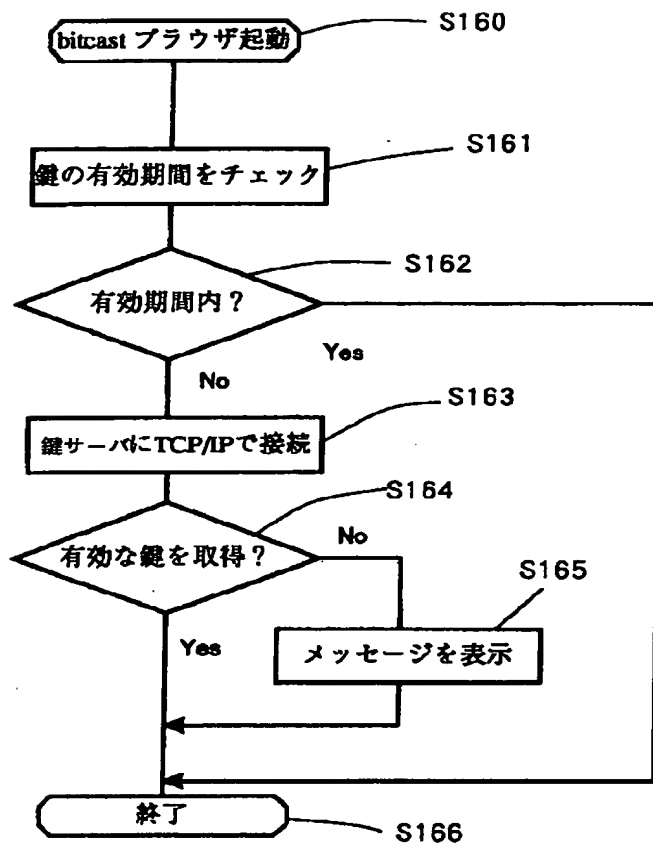 S160
bitcast ブラウザ起動
S161
鍵の有効期間をチェック
S162
有効期間内？
Yes
No
S163
鍵サーバにTCP/IPで接続
S164
有効な鍵を取得？
No
S165
Yes
メッセージを表示
終了
S166